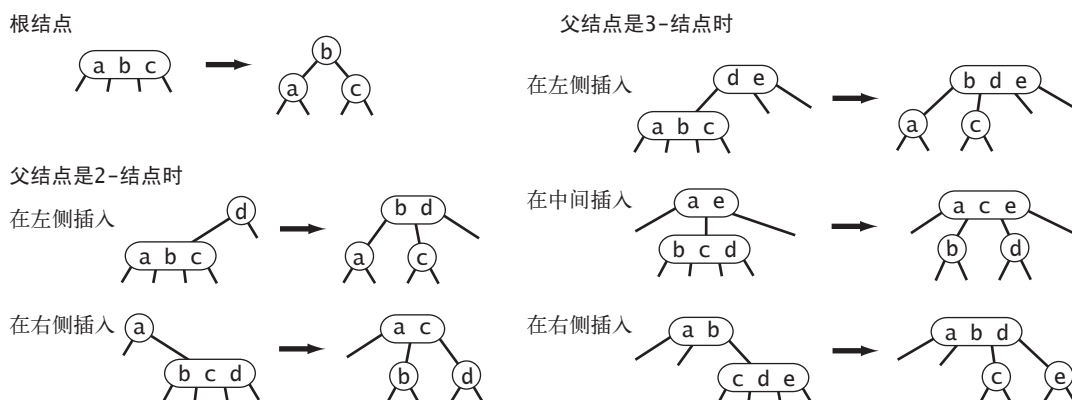 根结点
a b c
b
a
c
父结点是2-结点时
在左侧插入
d
a b c
b d
a
c
在右侧插入
a
b c d
a c
b
d
父结点是3-结点时
在左侧插入
d e
a b c
b d e
a
c
在中间插入
a e
b c d
a c e
b
d
在右侧插入
a b
c d e
a b d
c
e